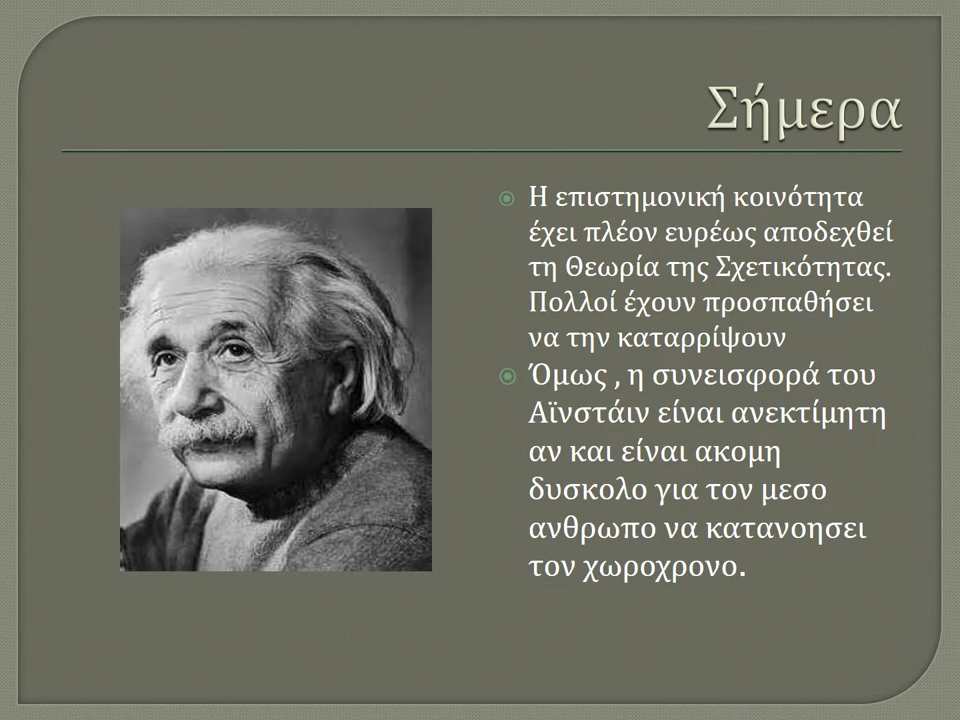 Σήμερα
Η επιστημονική κοινότητα
έχει πλέον ευρέως αποδεχθεί
τη Θεωρία της Σχετικότητας.
Πολλοί έχουν προσπαθήσει
να την καταρρίψουν
Όμως , η συνεισφορά του
Αϊνστάιν είναι ανεκτίμητη
αν και είναι ακομη
δυσκολο για τον μεσο
ανθρωπο να κατανοησει
τον χωροχρονο.